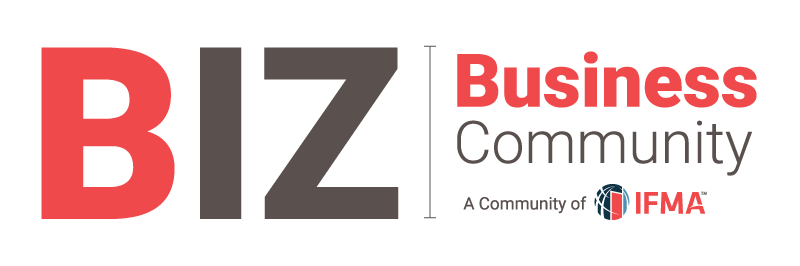 BIZ
Business
Community
A Community of IFMA™